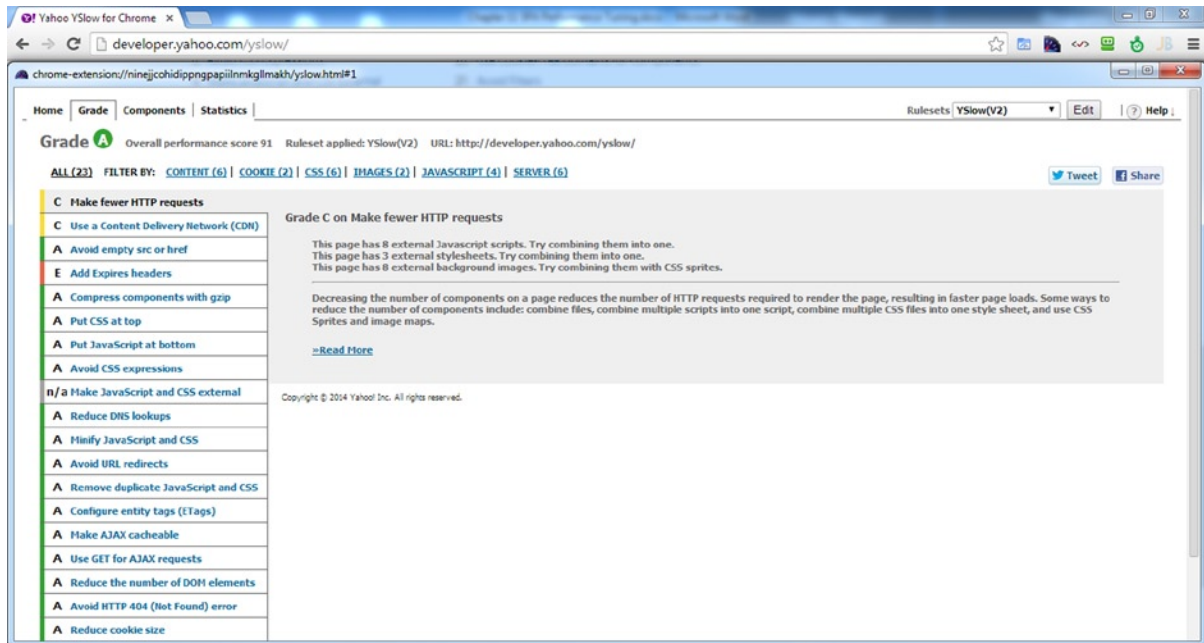 Yahoo YSlow for Chrome
developer.yahoo.com/yslow/
chrome-extension://ninejjcohidippngpapiilnmkgllmakh/yslow.html#1
Home Grade Components Statistics Rulesets YSlow(V2) Edit ? Help
Grade A Overall performance score 91 Ruleset applied: YSlow(V2) URL: http://developer.yahoo.com/yslow/
ALL (23) FILTER BY: CONTENT (6) | COOKIE (2) | CSS (6) | IMAGES (2) | JAVASCRIPT (4) | SERVER (6) Tweet Share
C Make fewer HTTP requests
C Use a Content Delivery Network (CDN)
A Avoid empty src or href
E Add Expires headers
A Compress components with gzip
A Put CSS at top
A Put JavaScript at bottom
A Avoid CSS expressions
n/a Make JavaScript and CSS external
A Reduce DNS lookups
A Minify JavaScript and CSS
A Avoid URL redirects
A Remove duplicate JavaScript and CSS
A Configure entity tags (ETags)
A Make AJAX cacheable
A Use GET for AJAX requests
A Reduce the number of DOM elements
A Avoid HTTP 404 (Not Found) error
A Reduce cookie size
Grade C on Make fewer HTTP requests
This page has 8 external Javascript scripts. Try combining them into one.
This page has 3 external stylesheets. Try combining them into one.
This page has 8 external background images. Try combining them with CSS sprites.
Decreasing the number of components on a page reduces the number of HTTP requests required to render the page, resulting in faster page loads. Some ways to
reduce the number of components include: combine files, combine multiple scripts into one script, combine multiple CSS files into one style sheet, and use CSS
Sprites and image maps.
»Read More
Copyright © 2014 Yahoo! Inc. All rights reserved.